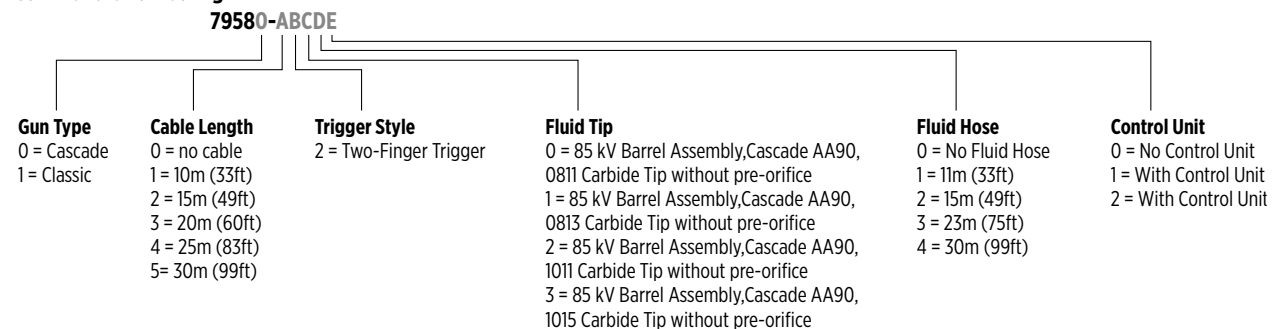 79580-ABCDE
Gun Type
0 = Cascade
1 = Classic
Cable Length
0 = no cable
1 = 10m (33ft)
2 = 15m (49ft)
3 = 20m (60ft)
4 = 25m (83ft)
5= 30m (99ft)
Trigger Style
2 = Two-Finger Trigger
Fluid Tip
0 = 85 kV Barrel Assembly,Cascade AA90,
0811 Carbide Tip without pre-orifice
1 = 85 kV Barrel Assembly,Cascade AA90,
0813 Carbide Tip without pre-orifice
2 = 85 kV Barrel Assembly,Cascade AA90,
1011 Carbide Tip without pre-orifice
3 = 85 kV Barrel Assembly,Cascade AA90,
1015 Carbide Tip without pre-orifice
Fluid Hose
0 = No Fluid Hose
1 = 11m (33ft)
2 = 15m (49ft)
3 = 23m (75ft)
4 = 30m (99ft)
Control Unit
0 = No Control Unit
1 = With Control Unit
2 = With Control Unit